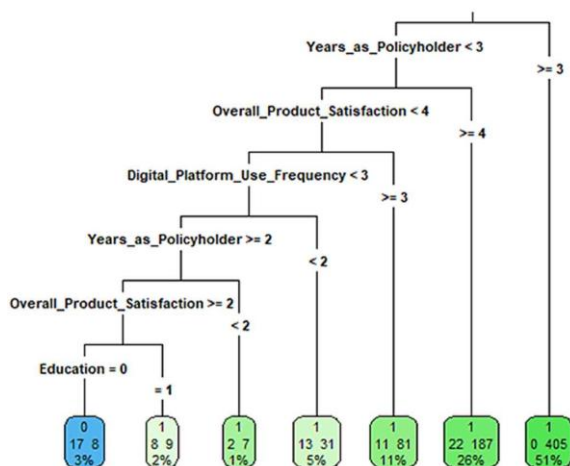 Years_as_Policyholder < 3
>= 3
Overall_Product_Satisfaction < 4
>= 4
Digital_Platform_Use_Frequency < 3
>= 3
Years_as_Policyholder >= 2
< 2
Overall_Product_Satisfaction >= 2
< 2
Education = 0
= 1
0 1 1 1 1 1 1
17 8 8 9 2 7 13 31 11 81 22 187 0 405
3% 2% 1% 5% 11% 26% 51%